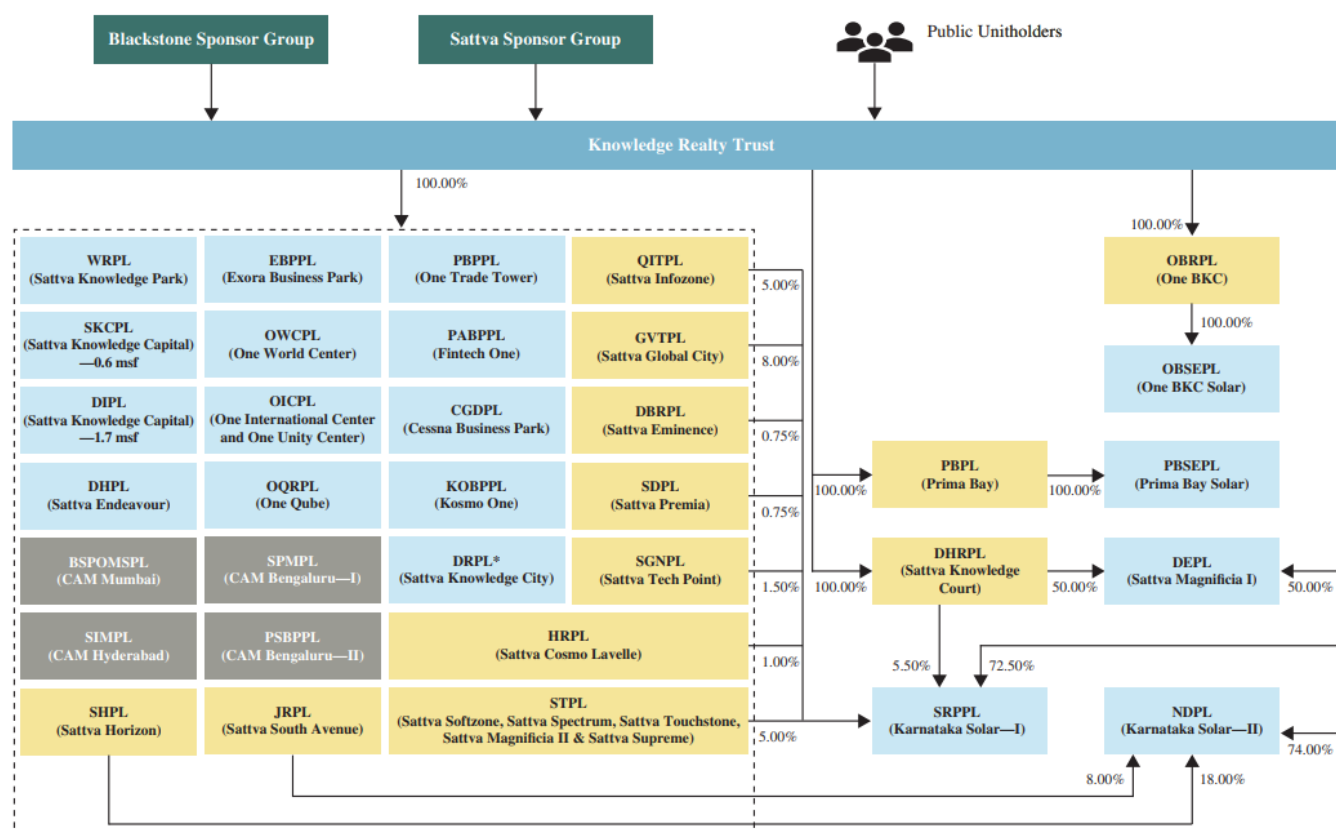 Blackstone Sponsor Group
Sattva Sponsor Group
Public Unitholders
Knowledge Realty Trust
100.00%
100.00%
WRPL
(Sattva Knowledge Park)
EBPPL
(Exora Business Park)
PBPPL
(One Trade Tower)
QITPL
(Sattva Infozone)
5.00%
OBRPL
(One BKC)
100.00%
SKCPL
(Sattva Knowledge Capital)
—0.6 msf
OWCPL
(One World Center)
PABPPL
(Fintech One)
GVTPL
(Sattva Global City)
8.00%
OBSEPL
(One BKC Solar)
DIPL
(Sattva Knowledge Capital)
—1.7 msf
OICPL
(One International Center
and One Unity Center)
CGDPL
(Cessna Business Park)
DBRPL
(Sattva Eminence)
0.75%
DHPL
(Sattva Endeavour)
OQRPL
(One Qube)
KOBPPL
(Kosmo One)
SDPL
(Sattva Premia)
0.75%
100.00%
PBPL
(Prima Bay)
100.00%
PBSEPL
(Prima Bay Solar)
BSPOMSPL
(CAM Mumbai)
SPMPL
(CAM Bengaluru—I)
DRPL*
(Sattva Knowledge City)
SGNPL
(Sattva Tech Point)
1.50%
100.00%
DHRPL
(Sattva Knowledge
Court)
50.00%
DEPL
(Sattva Magnificia I)
50.00%
SIMPL
(CAM Hyderabad)
PSBPPL
(CAM Bengaluru—II)
HRPL
(Sattva Cosmo Lavelle)
1.00%
5.50%
72.50%
SHPL
(Sattva Horizon)
JRPL
(Sattva South Avenue)
STPL
(Sattva Softzone, Sattva Spectrum, Sattva Touchstone,
Sattva Magnificia II & Sattva Supreme)
5.00%
SRPPL
(Karnataka Solar—I)
NDPL
(Karnataka Solar—II)
74.00%
8.00%
18.00%